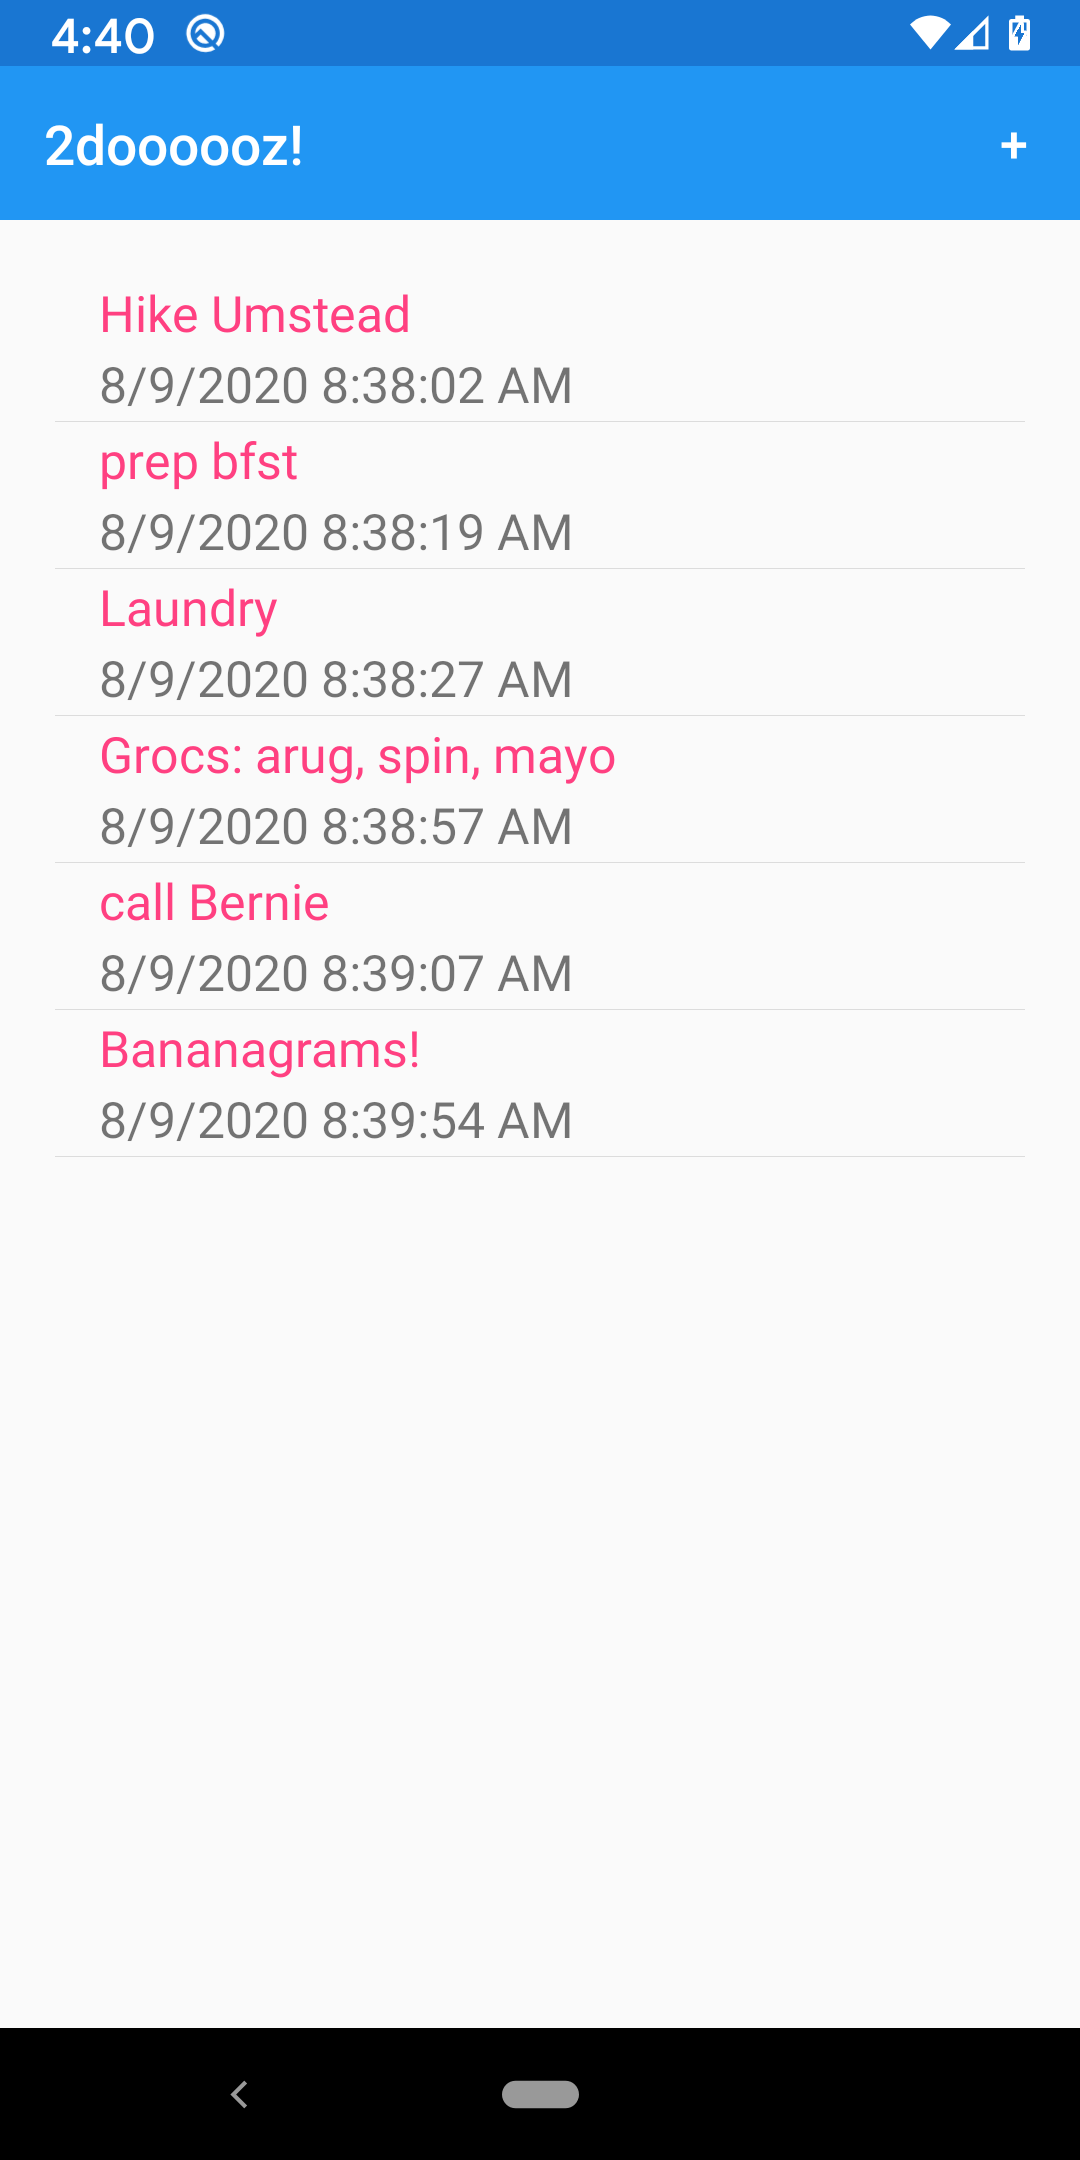 4:40
2doooooz!
+
Hike Umstead
8/9/2020 8:38:02 AM
prep bfst
8/9/2020 8:38:19 AM
Laundry
8/9/2020 8:38:27 AM
Grocs: arug, spin, mayo
8/9/2020 8:38:57 AM
call Bernie
8/9/2020 8:39:07 AM
Bananagrams!
8/9/2020 8:39:54 AM